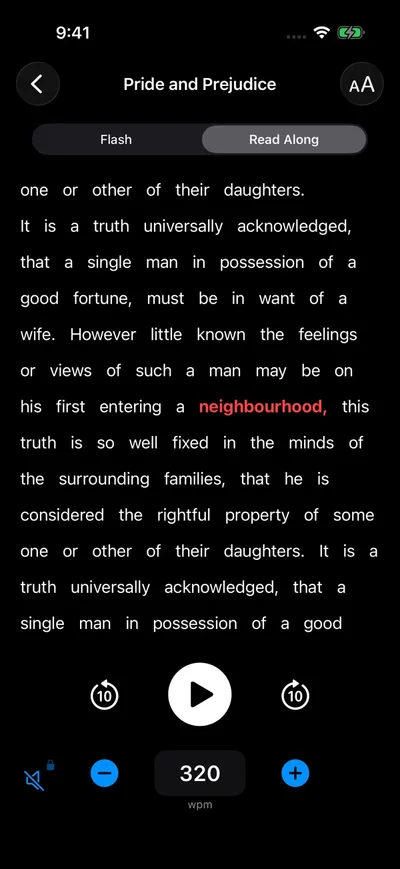 9:41
Pride and Prejudice
AA
Flash
Read Along
one or other of their daughters.
It is a truth universally acknowledged,
that a single man in possession of a
good fortune, must be in want of a
wife. However little known the feelings
or views of such a man may be on
his first entering a neighbourhood, this
truth is so well fixed in the minds of
the surrounding families, that he is
considered the rightful property of some
one or other of their daughters. It is a
truth universally acknowledged, that a
single man in possession of a good
10
10
320
wpm